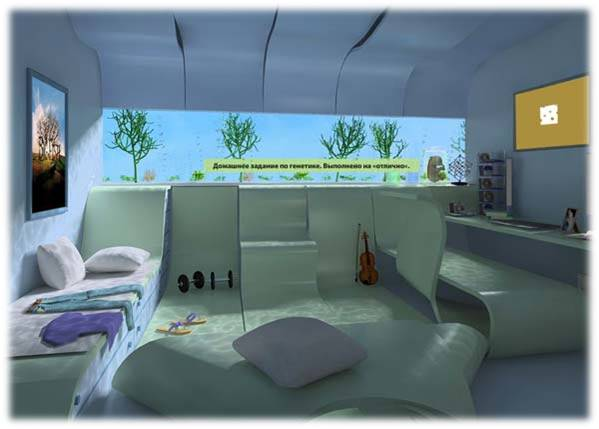 Домашнее задание по генетике. Выполнено на «отлично».